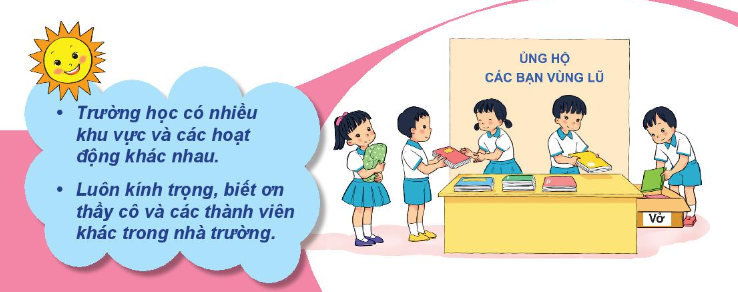 • Trường học có nhiều
khu vực và các hoạt
động khác nhau.
• Luôn kính trọng, biết ơn
thầy cô và các thành viên
khác trong nhà trường.
ỦNG HỘ
CÁC BẠN VÙNG LŨ
Vở